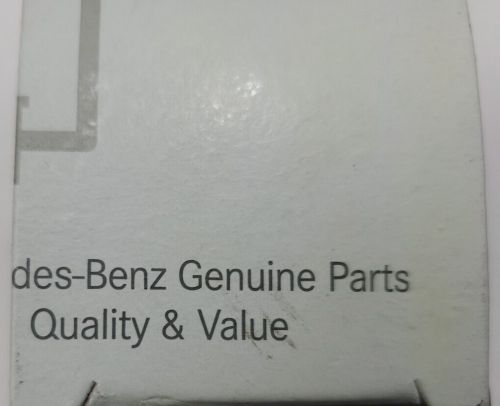 des-Benz Genuine Parts
Quality & Value